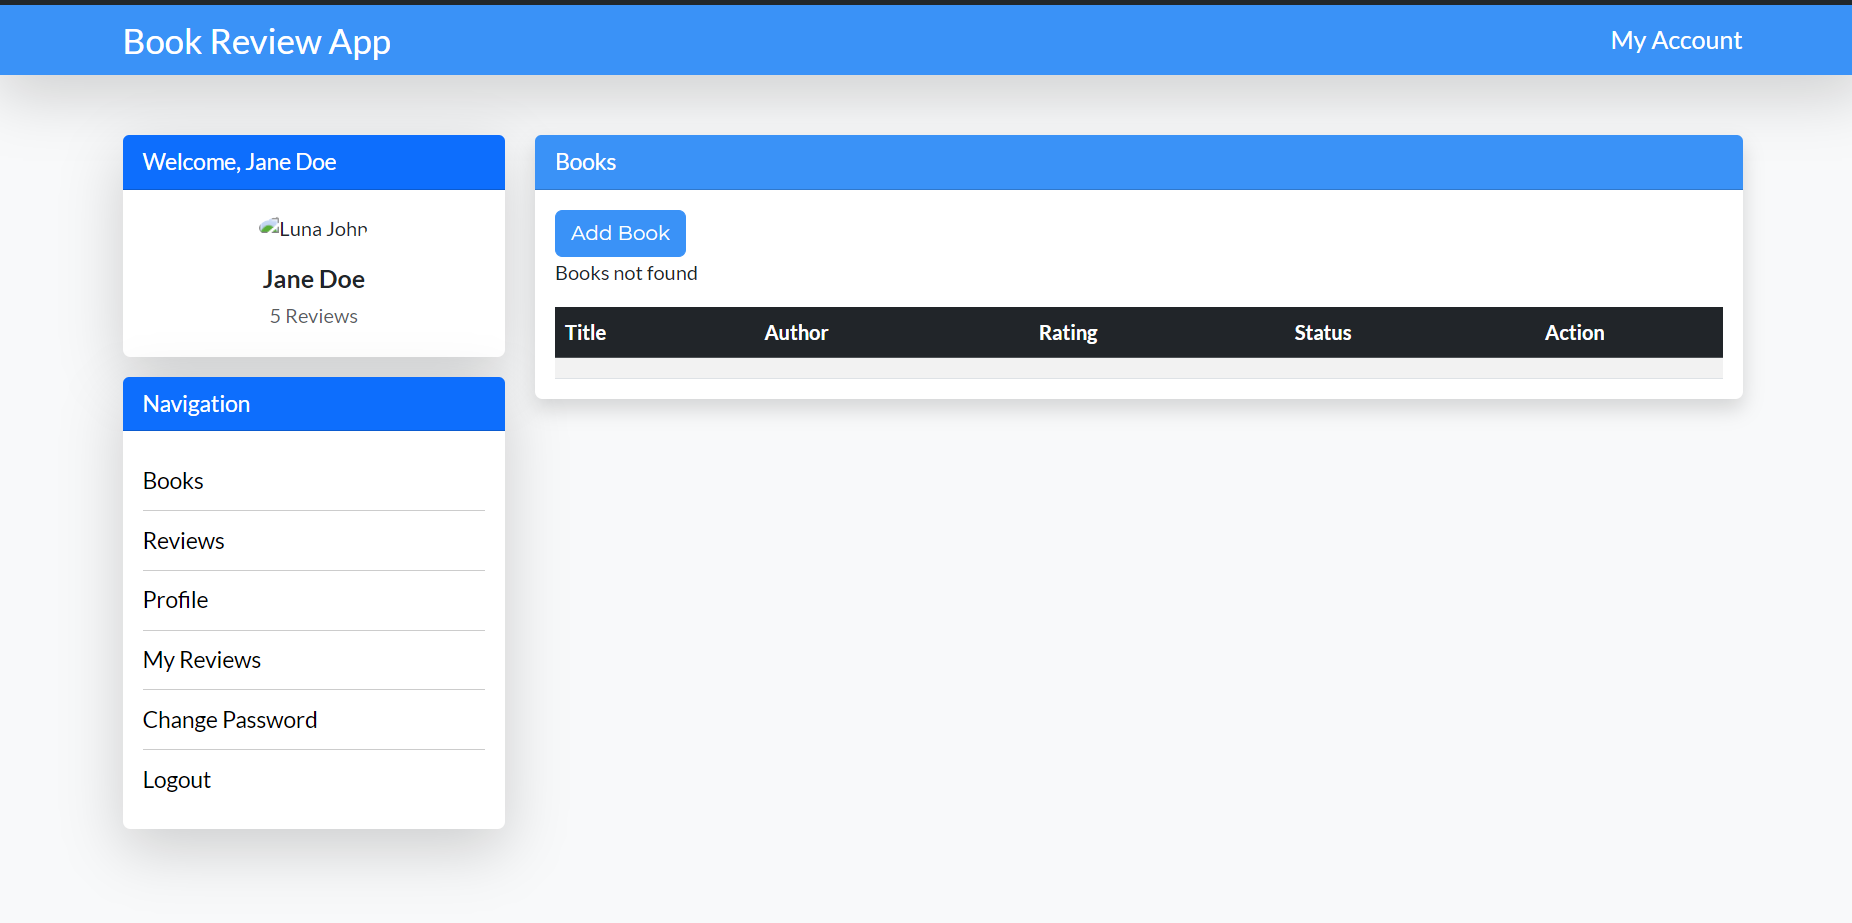 Book Review App
My Account
Welcome, Jane Doe
Luna John
Jane Doe
5 Reviews
Navigation
Books
Reviews
Profile
My Reviews
Change Password
Logout
Books
Add Book
Books not found
Title Author Rating Status Action